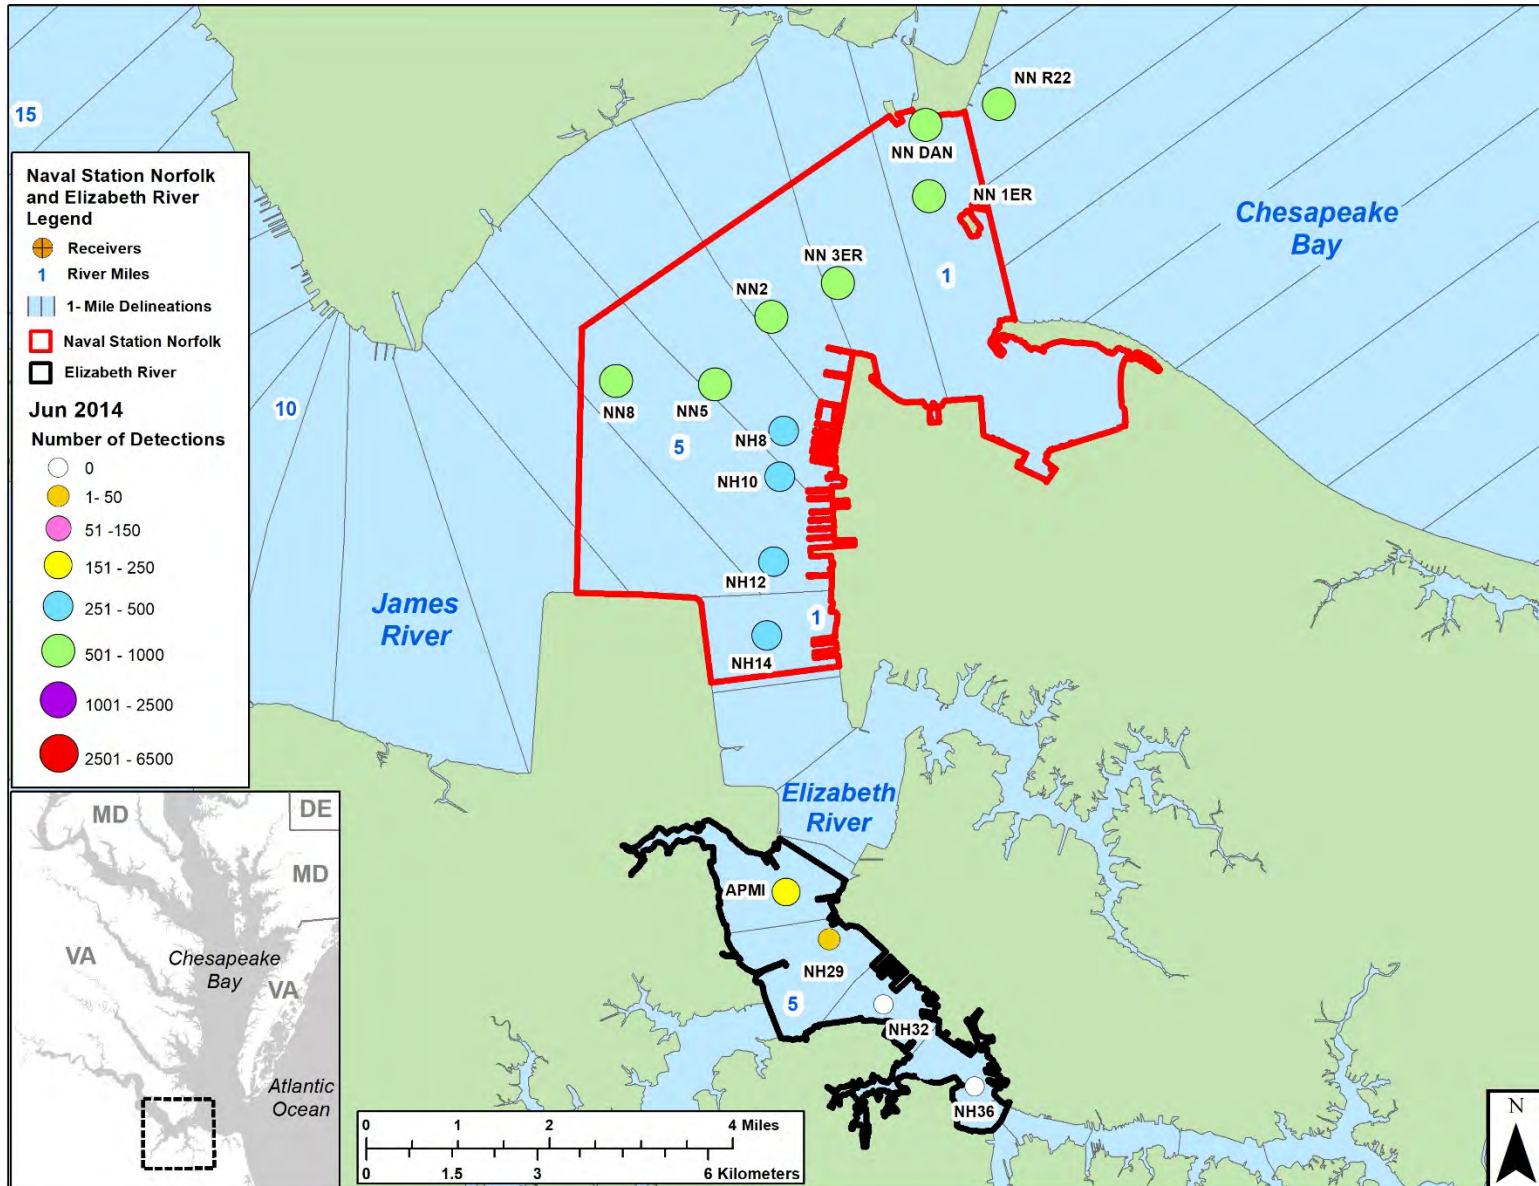 NN R22
15
NN DAN
Naval Station Norfolk
and Elizabeth River
Legend
Receivers
1 River Miles
1- Mile Delineations
Naval Station Norfolk
Elizabeth River
Jun 2014
Number of Detections
0
1- 50
51 -150
151 - 250
251 - 500
501 - 1000
1001 - 2500
2501 - 6500
NN 1ER
Chesapeake
Bay
NN 3ER
1
NN2
NN8
NN5
10
NH8
5
NH10
NH12
James
River
1
NH14
Elizabeth
River
APMI
NH29
5
NH32
NH36
MD
DE
MD
VA
Chesapeake
Bay
VA
Atlantic
Ocean
0 1 2 4 Miles
0 1.5 3 6 Kilometers
N